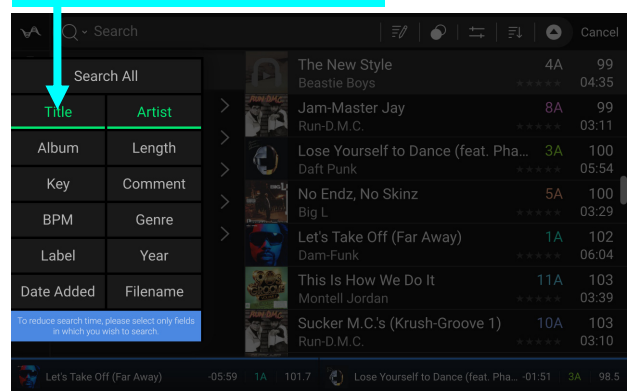 Search
Cancel
Search All
Title
Artist
Album
Length
Key
Comment
BPM
Genre
Label
Year
Date Added
Filename
To reduce search time, please select only fields
in which you wish to search.
The New Style 4A 99
Beastie Boys 04:35
Jam-Master Jay 8A 99
Run-D.M.C. 03:11
Lose Yourself to Dance (feat. Pha... 3A 100
Daft Punk 05:54
No Endz, No Skinz 5A 100
Big L 03:29
Let's Take Off (Far Away) 1A 102
Dam-Funk 06:04
This Is How We Do It 11A 103
Montell Jordan 03:39
Sucker M.C.'s (Krush-Groove 1) 10A 103
Run-D.M.C. 03:10
Let's Take Off (Far Away) -05:59 1A 101.7 Lose Yourself to Dance (feat. Pha... -01:51 3A 98.5